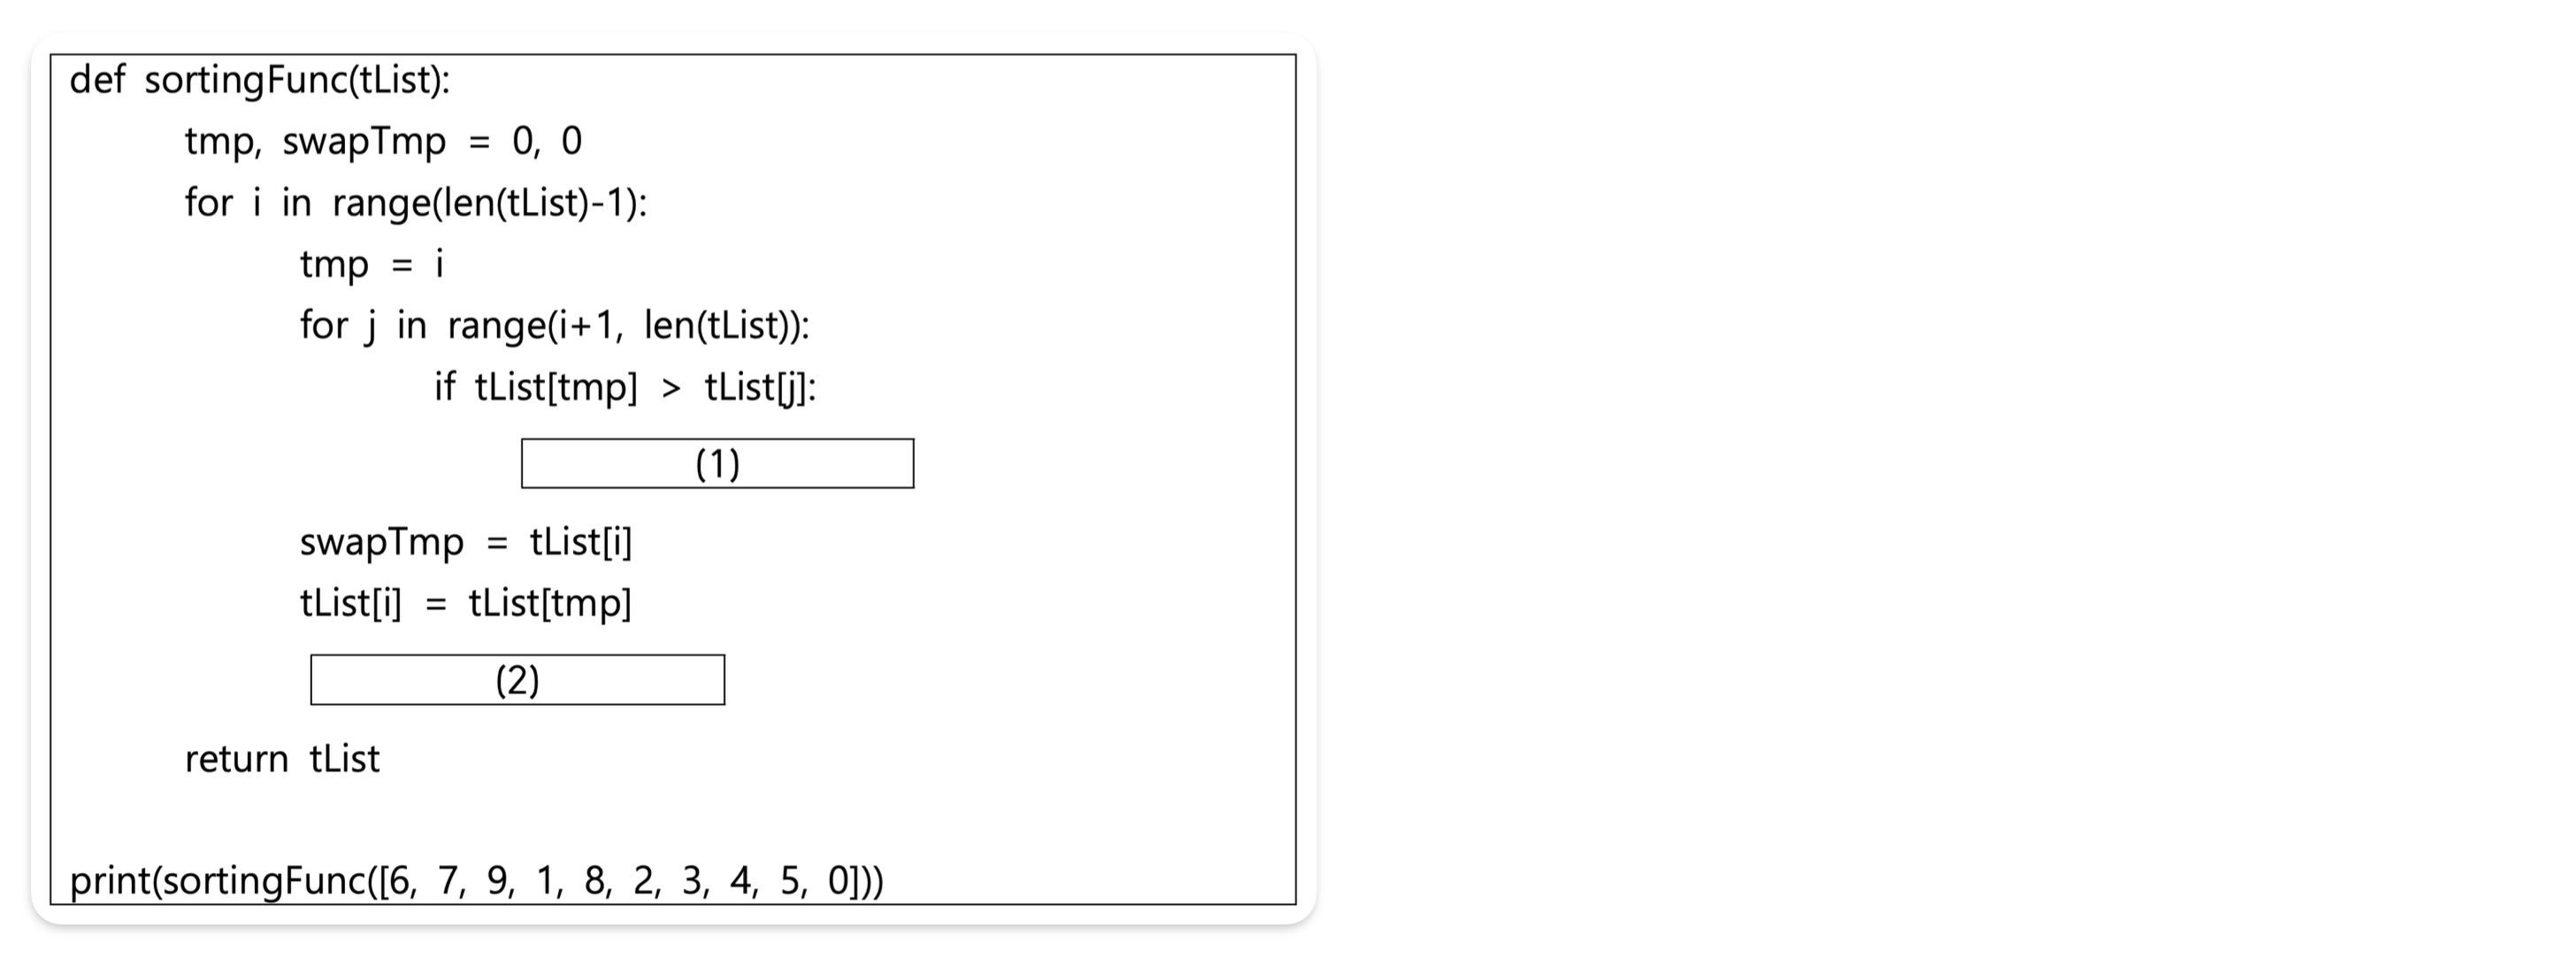 def sortingFunc(tList):
tmp, swapTmp = 0, 0
for i in range(len(tList)-1):
tmp = i
for j in range(i+1, len(tList)):
if tList[tmp] > tList[j]:
(1)
swapTmp = tList[i]
tList[i] = tList[tmp]
(2)
return tList
print(sortingFunc([6, 7, 9, 1, 8, 2, 3, 4, 5, 0]))